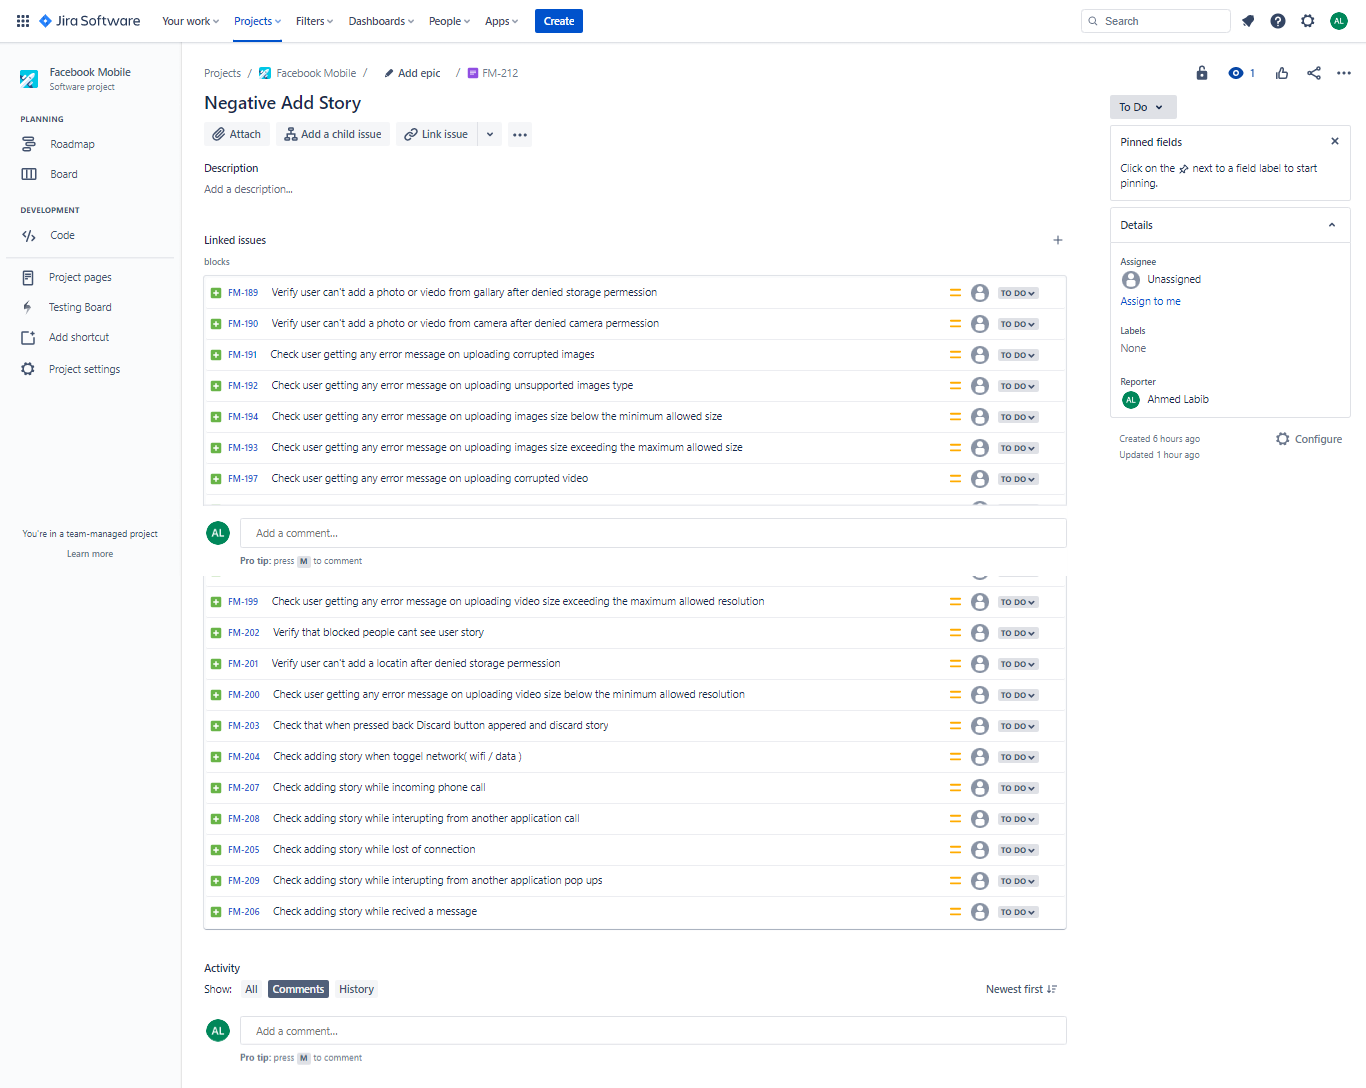 Jira Software
Your work
Projects
Filters
Dashboards
People
Apps
Create
Search
AL
Facebook Mobile
Software project
PLANNING
Roadmap
Board
DEVELOPMENT
Code
Project pages
Testing Board
Add shortcut
Project settings
You're in a team-managed project
Learn more
Projects / Facebook Mobile / Add epic / FM-212
1
Negative Add Story
Attach
Add a child issue
Link issue
Description
Add a description...
Linked issues
blocks
FM-189 Verify user can't add a photo or viedo from gallary after denied storage permession TO DO
FM-190 Verify user can't add a photo or viedo from camera after denied camera permession TO DO
FM-191 Check user getting any error message on uploading corrupted images TO DO
FM-192 Check user getting any error message on uploading unsupported images type TO DO
FM-194 Check user getting any error message on uploading images size below the minimum allowed size TO DO
FM-193 Check user getting any error message on uploading images size exceeding the maximum allowed size TO DO
FM-197 Check user getting any error message on uploading corrupted video TO DO
AL
Add a comment...
Pro tip: press M to comment
FM-199 Check user getting any error message on uploading video size exceeding the maximum allowed resolution TO DO
FM-202 Verify that blocked people cant see user story TO DO
FM-201 Verify user can't add a locatin after denied storage permession TO DO
FM-200 Check user getting any error message on uploading video size below the minimum allowed resolution TO DO
FM-203 Check that when pressed back Discard button appered and discard story TO DO
FM-204 Check adding story when toggel network( wifi / data ) TO DO
FM-207 Check adding story while incoming phone call TO DO
FM-208 Check adding story while interupting from another application call TO DO
FM-205 Check adding story while lost of connection TO DO
FM-209 Check adding story while interupting from another application pop ups TO DO
FM-206 Check adding story while recived a message TO DO
Activity
Show: All Comments History
Newest first
AL
Add a comment...
Pro tip: press M to comment
To Do
Pinned fields
Click on the next to a field label to start
pinning.
Details
Assignee
Unassigned
Assign to me
Labels
None
Reporter
AL Ahmed Labib
Created 6 hours ago
Updated 1 hour ago
Configure